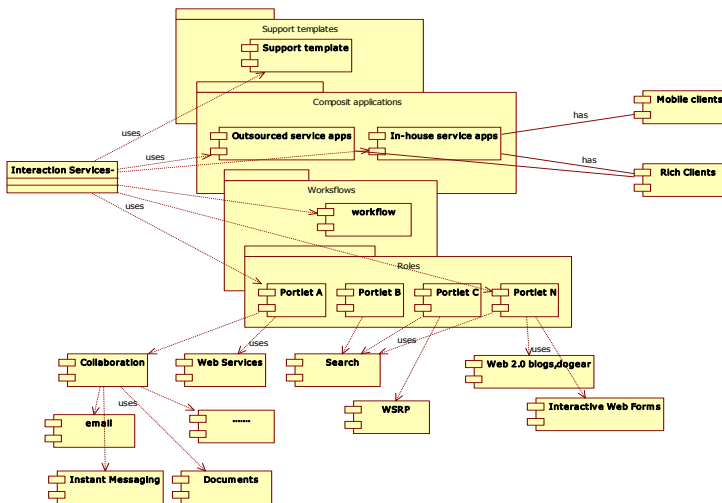 Support templates
Support template
Composit applications
Mobile clients
has
uses
Outsourced service apps
In-house service apps
uses
has
Interaction Services-
Rich Clients
Worksflows
uses
workflow
Roles
Portlet A
Portlet B
Portlet C
Portlet N
uses
uses
uses
Collaboration
Web Services
Search
Web 2.0 blogs,dogear
uses
WSRP
Interactive Web Forms
email
.......
Instant Messaging
Documents